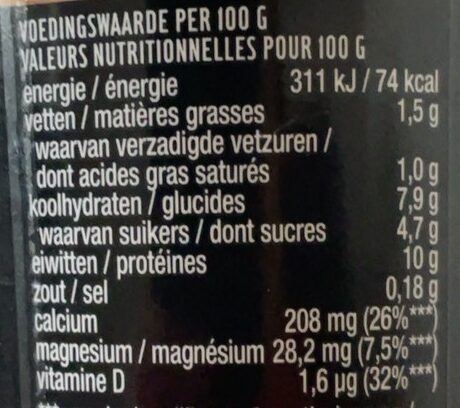 VOEDINGSWAARDE PER 100 G
VALEURS NUTRITIONNELLES POUR 100 G
energie / énergie 311 kJ / 74 kcal
vetten / matières grasses 1,5 g
waarvan verzadigde vetzuren /
dont acides gras saturés 1,0 g
koolhydraten / glucides 7,9 g
waarvan suikers / dont sucres 4,7 g
eiwitten / protéines 10 g
zout / sel 0,18 g
calcium 208 mg (26%***)
magnesium / magnésium 28,2 mg (7,5%***)
vitamine D 1,6 µg (32%***)